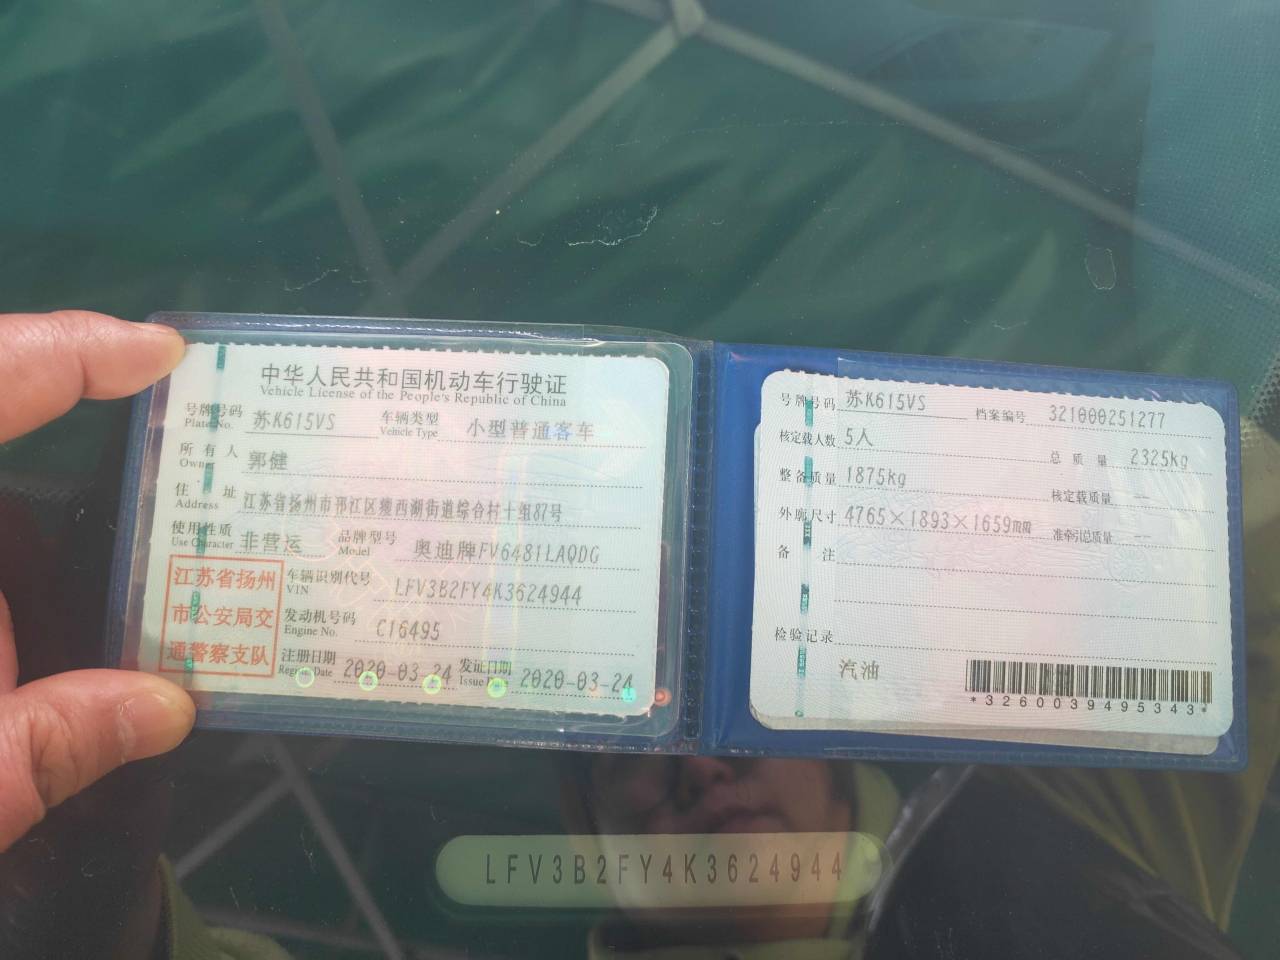 中华人民共和国机动车行驶证
Vehicle License of the People's Republic of China
号牌号码 苏K615VS 车辆类型 小型普通客车
Plate No. Vehicle Type
所有人 郭健
Owner
住址 江苏省扬州市邗江区瘦西湖街道综合村十组87号
Address
使用性质 非营运 品牌型号 奥迪牌FV6481LAQDG
Use Character Model
江苏省扬州
市公安局交
通警察支队
车辆识别代号 LFV3B2FY4K3624944
VIN
发动机号码 C16495
Engine No.
注册日期 2020-03-24 发证日期 2020-03-24
Register Date Issue Date
号牌号码 苏K615VS 档案编号 321000251277
核定载人数 5人 总质量 2325kg
整备质量 1875kg 核定载质量 --
外廓尺寸 4765×1893×1659mm 准牵引总质量 --
备注
检验记录
汽油
*3260039495343*
LFV3B2FY4K3624944